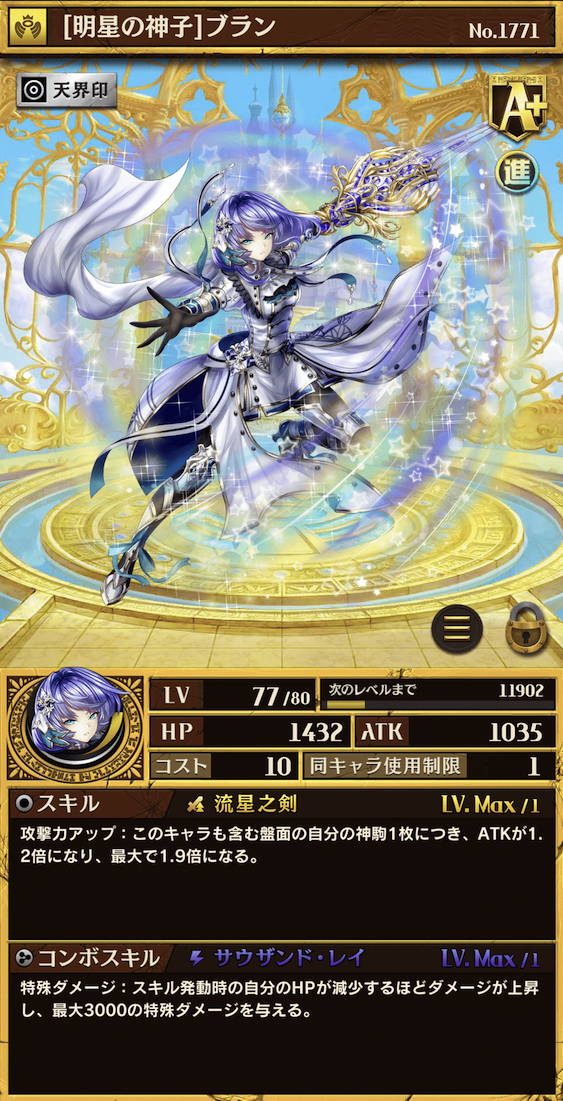 [明星の神子]ブラン
No.1771
天界印
A+
進
LV 77/80
次のレベルまで 11902
HP 1432
ATK 1035
コスト 10
同キャラ使用制限 1
スキル 流星之剣 LV. Max /1
攻撃力アップ：このキャラも含む盤面の自分の神駒1枚につき、ATKが1.
2倍になり、最大で1.9倍になる。
コンボスキル サウザンド・レイ LV. Max /1
特殊ダメージ：スキル発動時の自分のHPが減少するほどダメージが上昇
し、最大3000の特殊ダメージを与える。